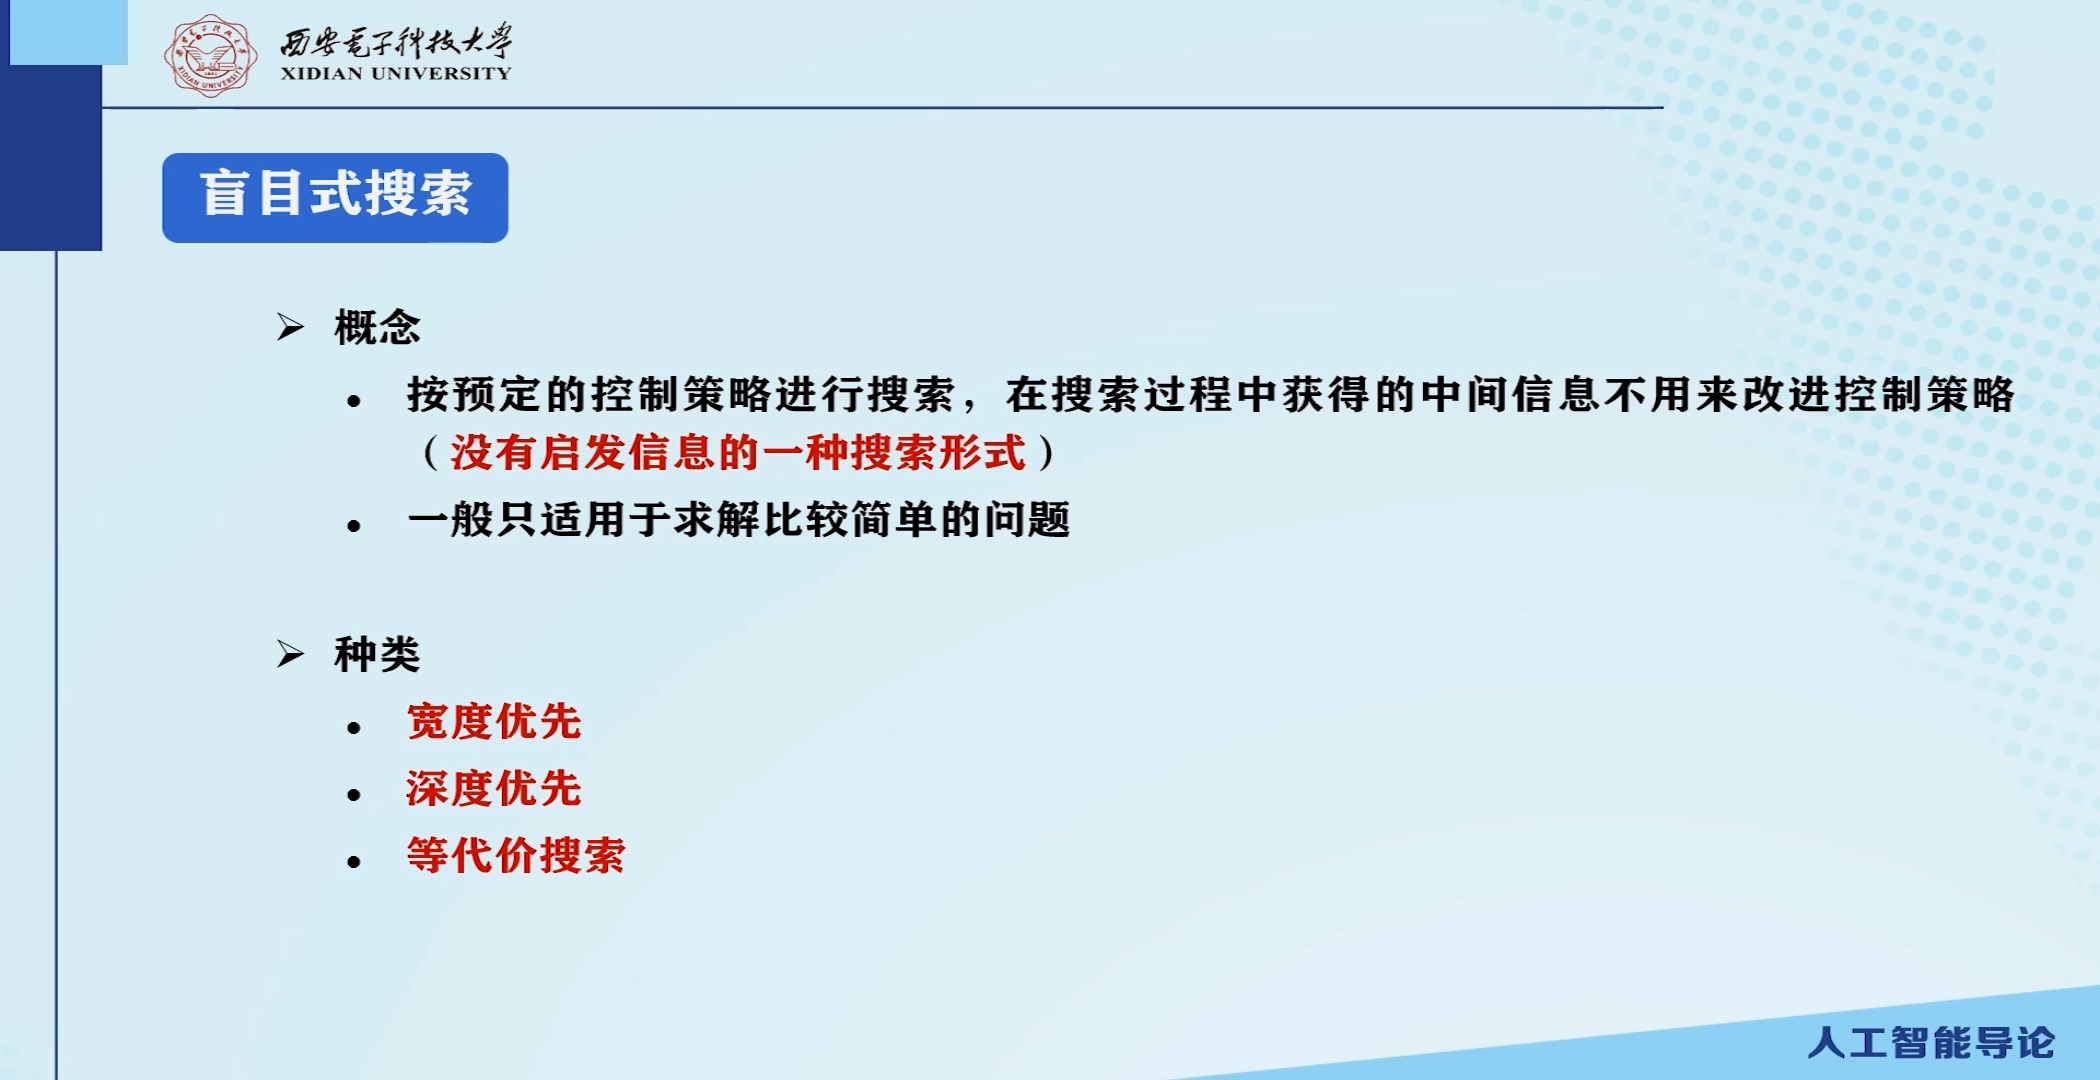 西安電子科技大學
XIDIAN UNIVERSITY
盲目式搜索
概念
按预定的控制策略进行搜索，在搜索过程中获得的中间信息不用来改进控制策略
（没有启发信息的一种搜索形式）
一般只适用于求解比较简单的问题
种类
宽度优先
深度优先
等代价搜索
人工智能导论